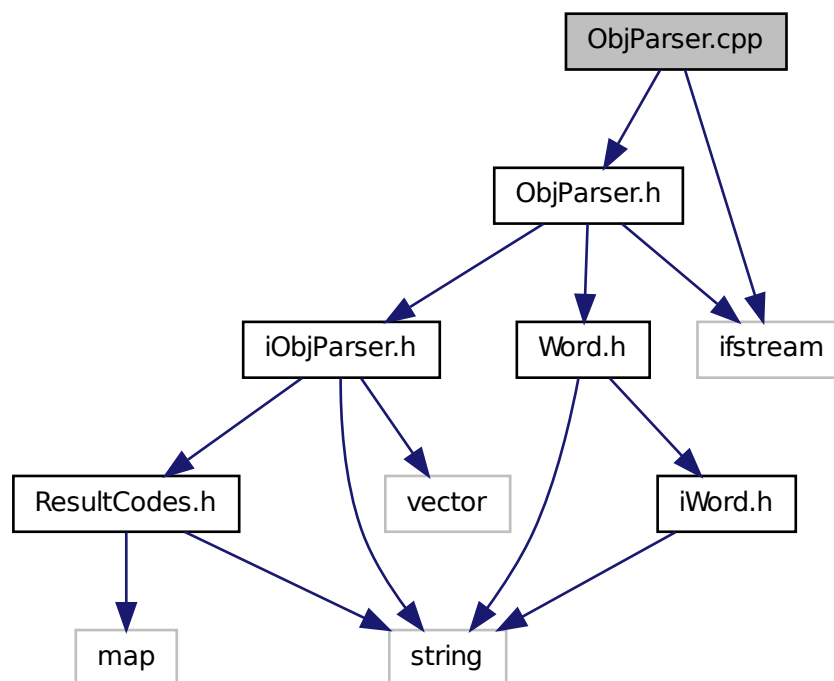 ObjParser.cpp
ObjParser.h
iObjParser.h
Word.h
ifstream
ResultCodes.h
vector
iWord.h
map
string